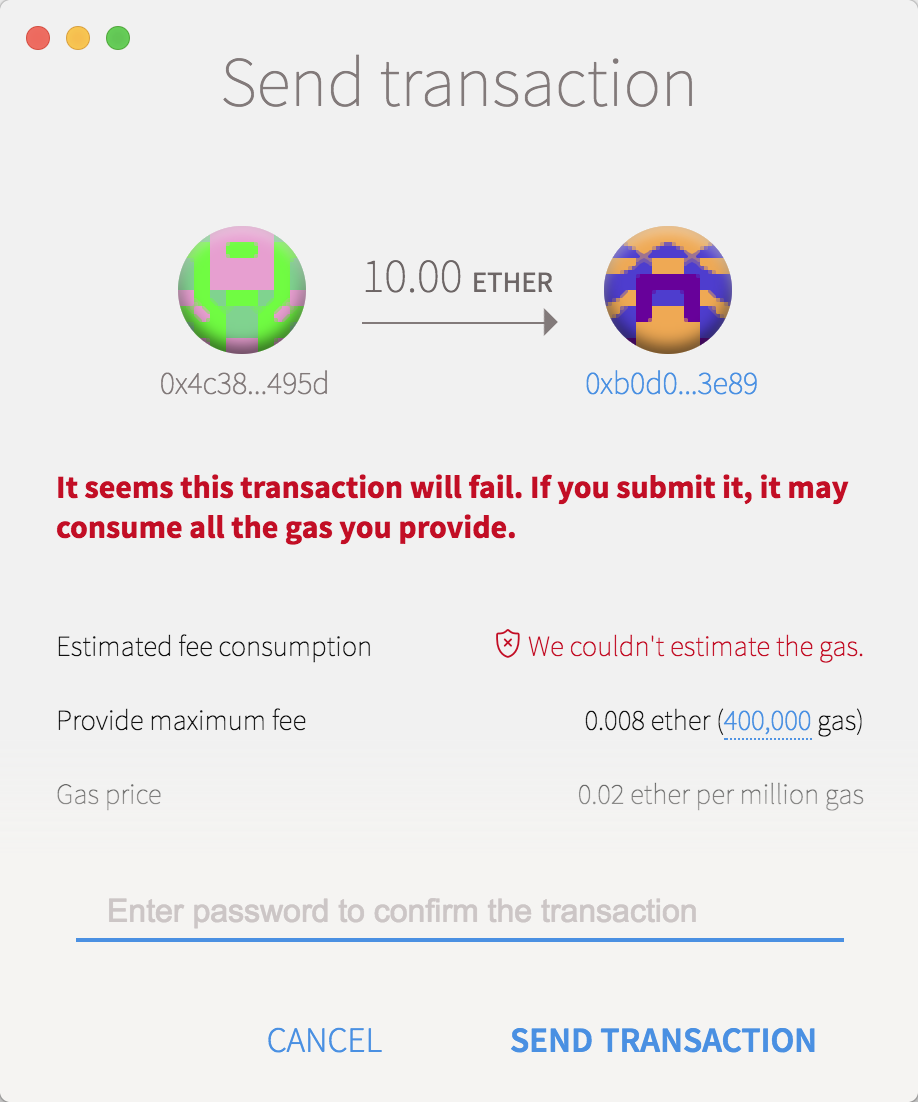 Send transaction
10.00 ETHER
0x4c38...495d
0xb0d0...3e89
It seems this transaction will fail. If you submit it, it may
consume all the gas you provide.
Estimated fee consumption We couldn't estimate the gas.
Provide maximum fee 0.008 ether (400,000 gas)
Gas price 0.02 ether per million gas
Enter password to confirm the transaction
CANCEL SEND TRANSACTION